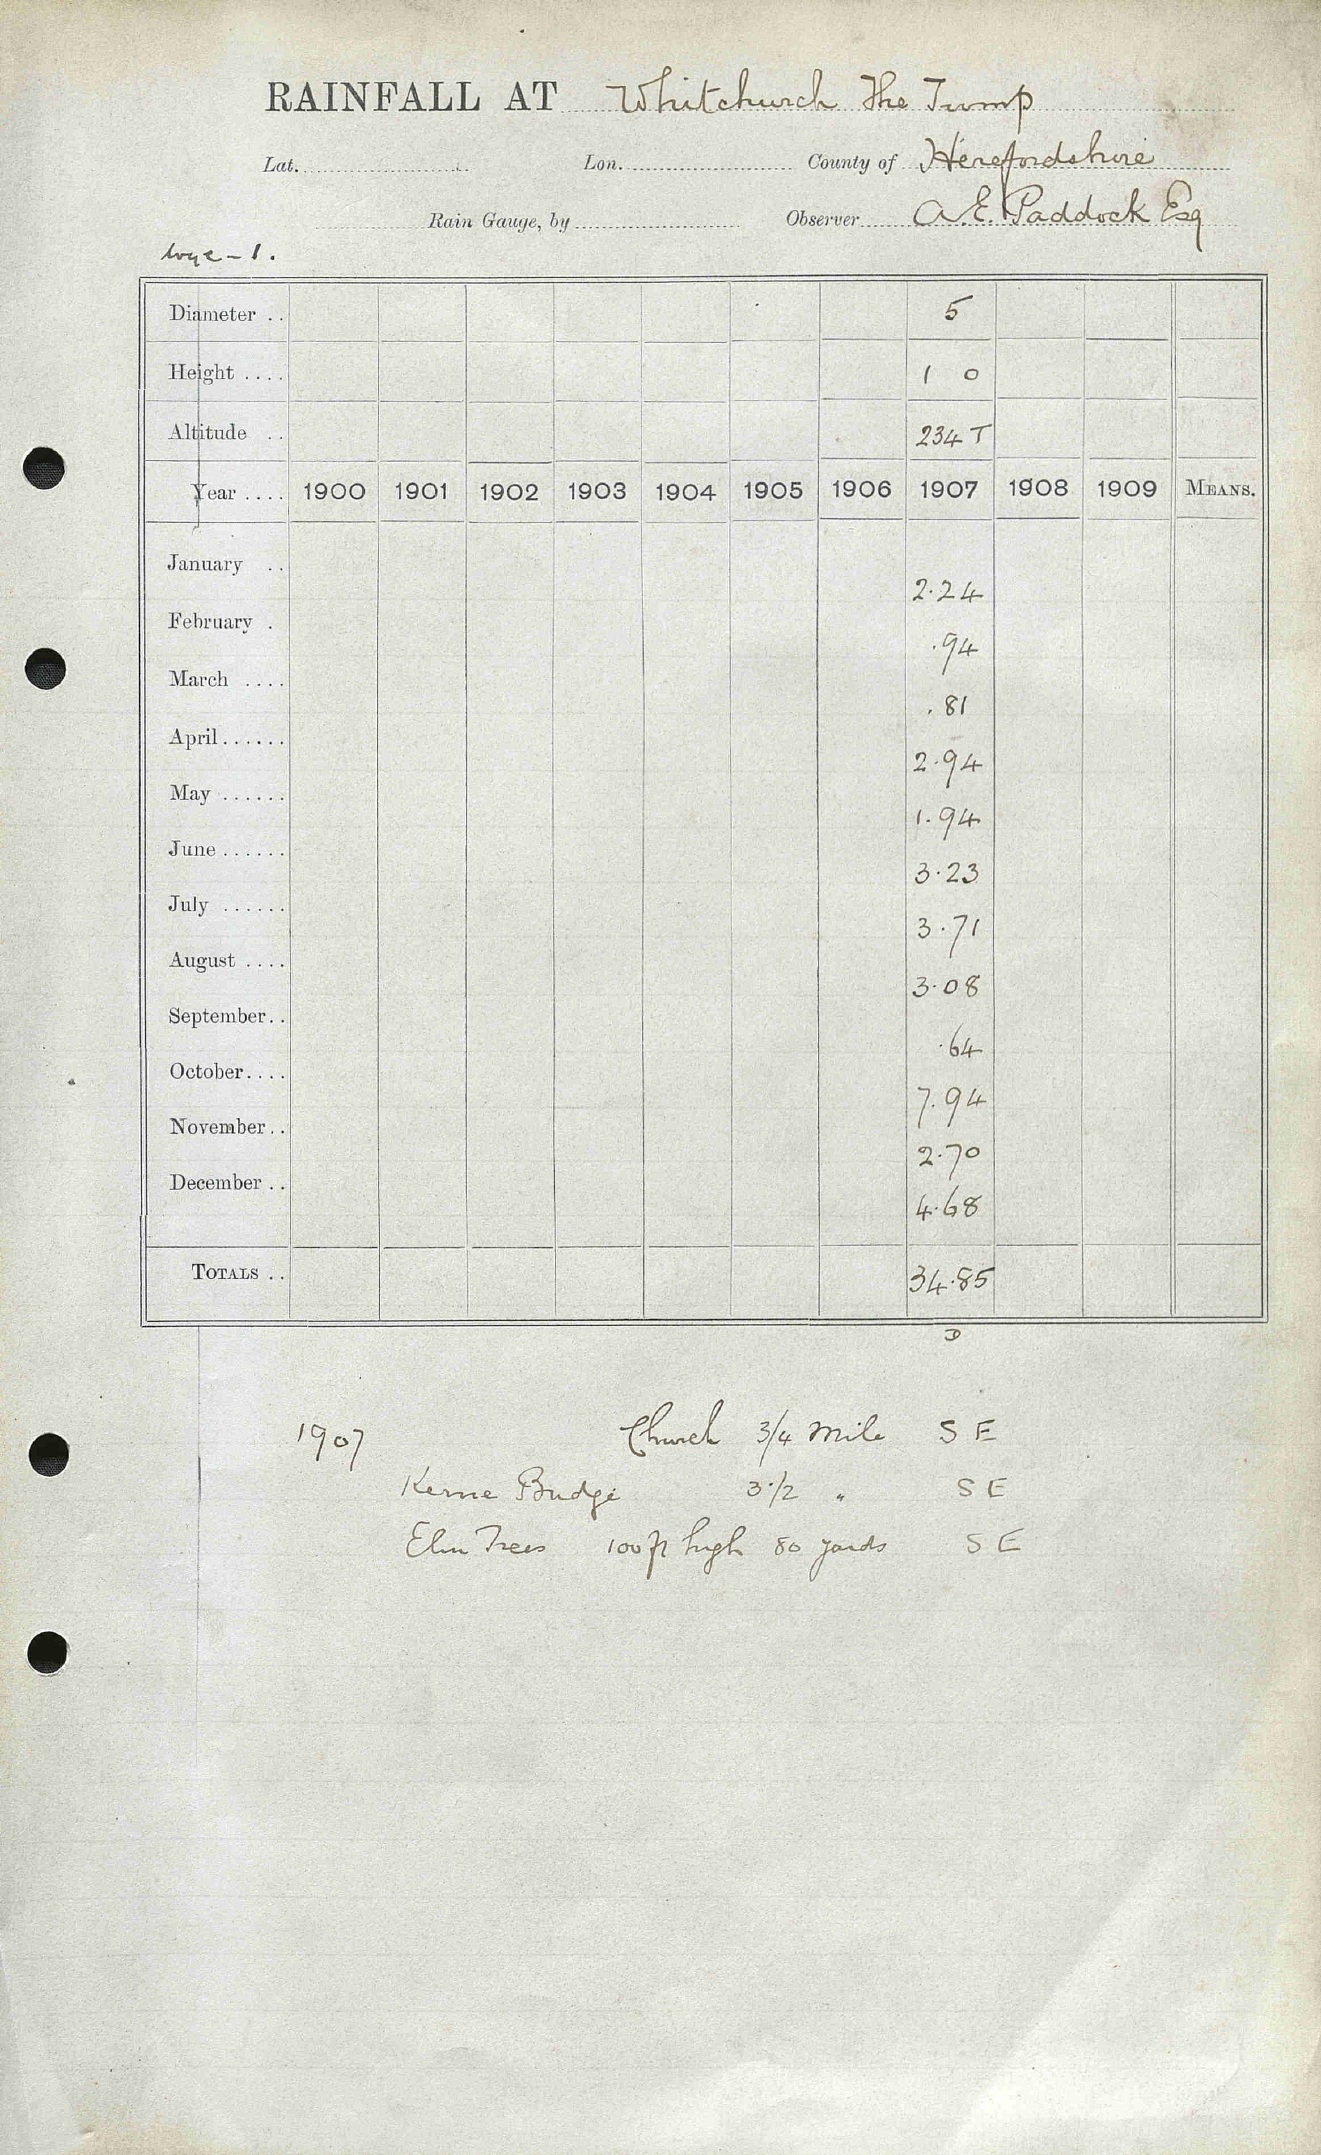 RAINFALL AT Whitchurch The Tump
Lat. Lon. County of Herefordshire
Rain Gauge, by Observer A.E. Paddock Esq
Wye - 1.
Diameter .. 5
Height .... 1 0
Altitude .. 234 T
Year .... 1900 1901 1902 1903 1904 1905 1906 1907 1908 1909 MEANS.
January .. 2.24
February . .94
March .... .81
April...... 2.94
May ...... 1.94
June ...... 3.23
July ...... 3.71
August .... 3.08
September.. .64
October.... 7.94
November.. 2.70
December .. 4.68
TOTALS .. 34.85
D
1907 Church 3/4 Mile S E
Kerne Bridge 3 1/2 " S E
Elm Trees 100 ft high 80 yards S E